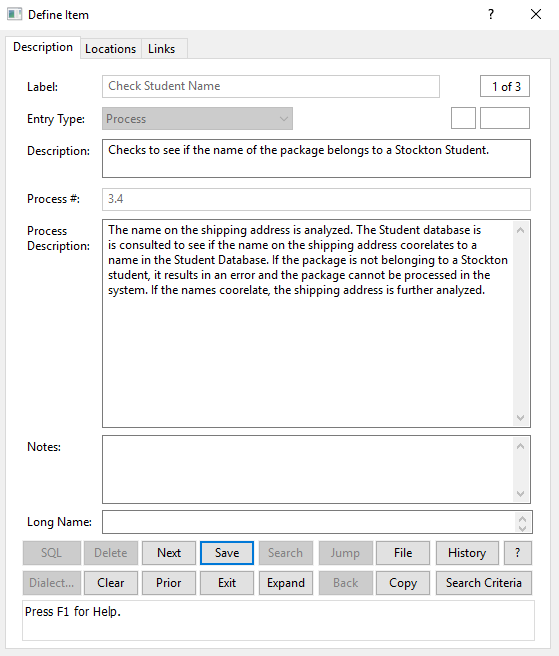 Define Item
?
Description Locations Links
Label: Check Student Name 1 of 3
Entry Type: Process
Description: Checks to see if the name of the package belongs to a Stockton Student.
Process #: 3.4
Process Description:
The name on the shipping address is analyzed. The Student database is
is consulted to see if the name on the shipping address coorelates to a
name in the Student Database. If the package is not belonging to a Stockton
student, it results in an error and the package cannot be processed in the
system. If the names coorelate, the shipping address is further analyzed.
Notes:
Long Name:
SQL Delete Next Save Search Jump File History ?
Dialect... Clear Prior Exit Expand Back Copy Search Criteria
Press F1 for Help.